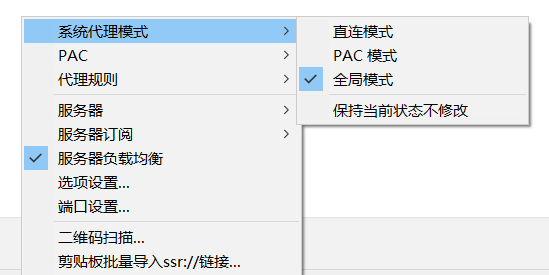 系统代理模式
PAC
代理规则
服务器
服务器订阅
服务器负载均衡
选项设置...
端口设置...
二维码扫描...
剪贴板批量导入ssr://链接...
直连模式
PAC 模式
全局模式
保持当前状态不修改